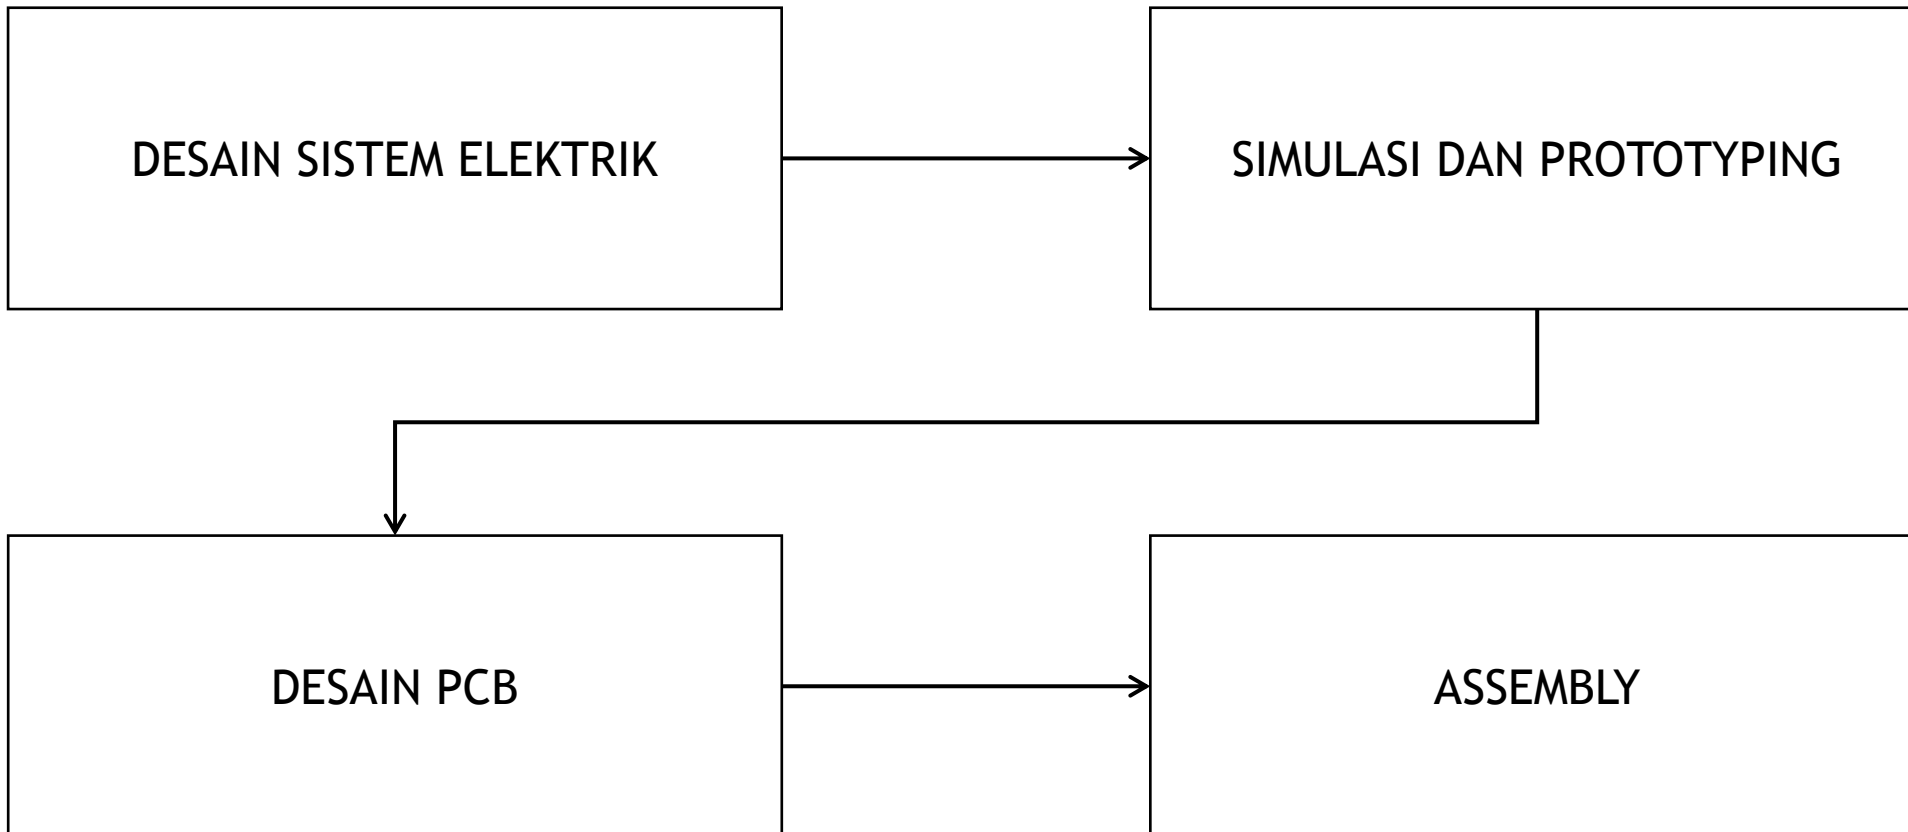 DESAIN SISTEM ELEKTRIK
SIMULASI DAN PROTOTYPING
DESAIN PCB
ASSEMBLY